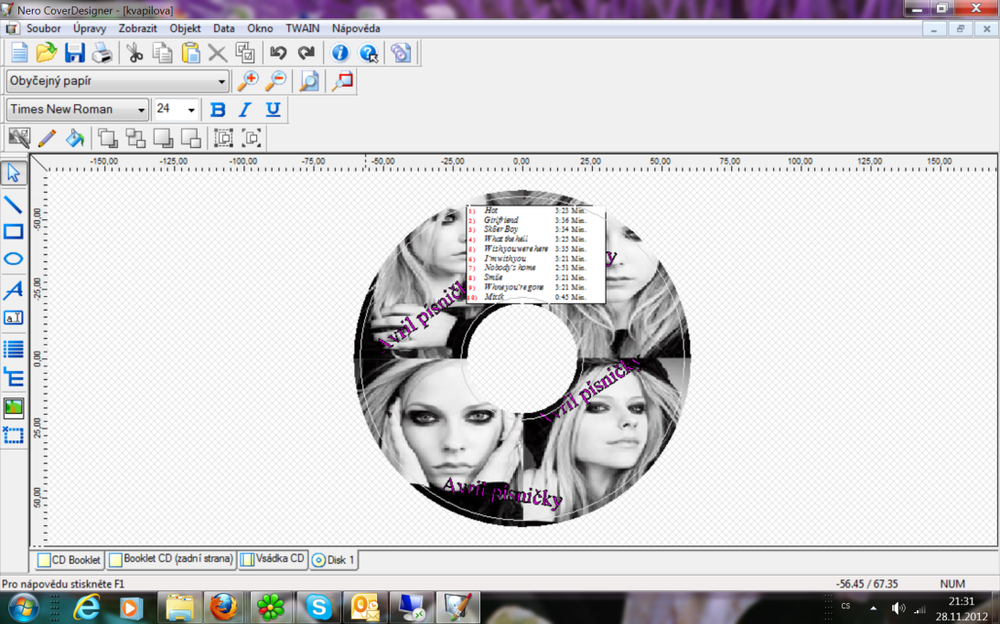 Nero CoverDesigner - [kvapilova]
Soubor Úpravy Zobrazit Objekt Data Okno TWAIN Nápověda
Obyčejný papír
Times New Roman 24 B I U
-150,00 -125,00 -100,00 -75,00 -50,00 -25,00 0,00 25,00 50,00 75,00 100,00 125,00 150,00
-50,00
-25,00
0,00
25,00
50,00
1) Hot 3:23 Min.
2) Girlfriend 3:36 Min.
3) Sk8er Boy 3:34 Min.
4) What the hell 3:25 Min.
5) Wish you were here 3:35 Min.
6) I'm with you 3:21 Min.
7) Nobody's home 2:51 Min.
8) Smile 3:21 Min.
9) Whne you're gone 3:21 Min.
10) 0:45 Min.
Avril písničky
vril písničky
Avril písničky
CD Booklet Booklet CD (zadní strana) Vsádka CD Disk 1
Pro nápovědu stiskněte F1 -56.45 / 67.35 NUM
CS 21:31
28.11.2012